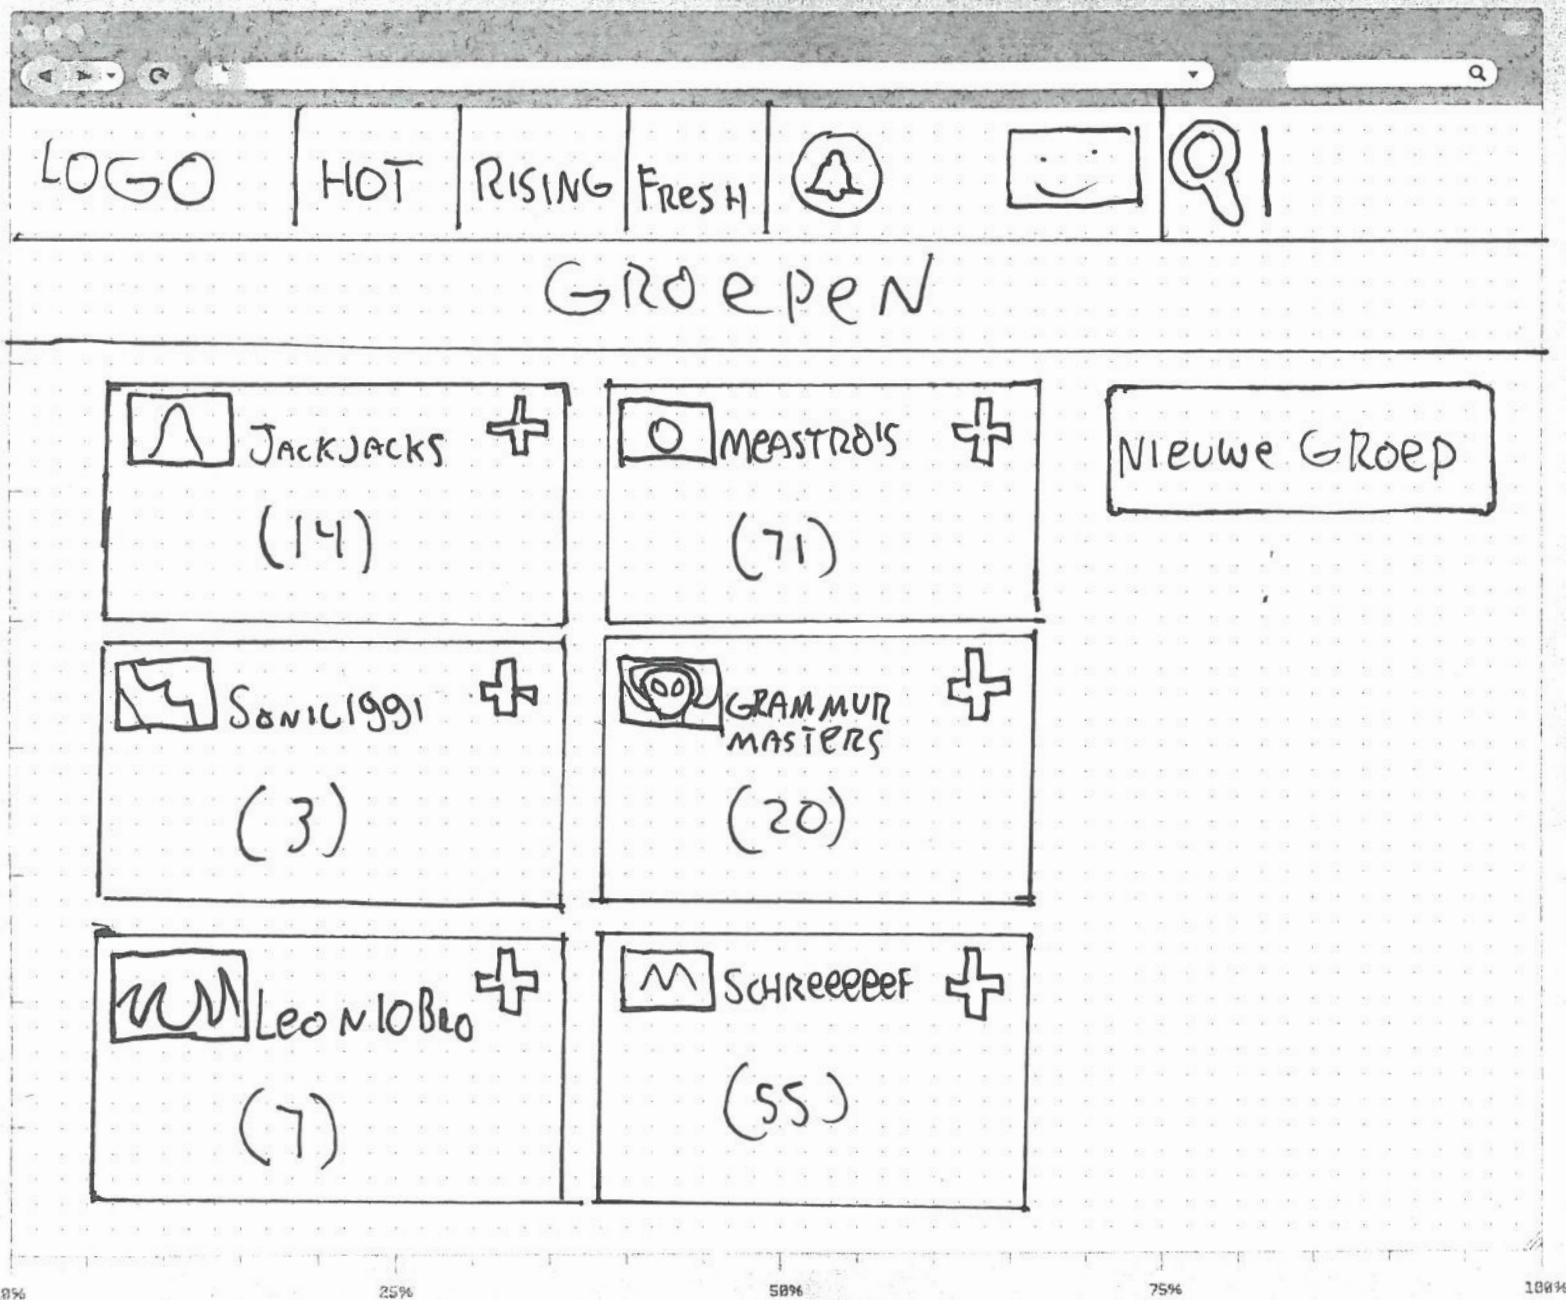 LOGO HOT RISING FRESH
GROEPEN
JACKJACKS
(14)
MEASTRO'S
(71)
NIEUWE GROEP
SONIC1991
(3)
GRAMMUR
MASTERS
(20)
LEON10BRO
(7)
SCHREEEEEF
(55)
0% 25% 50% 75% 100%